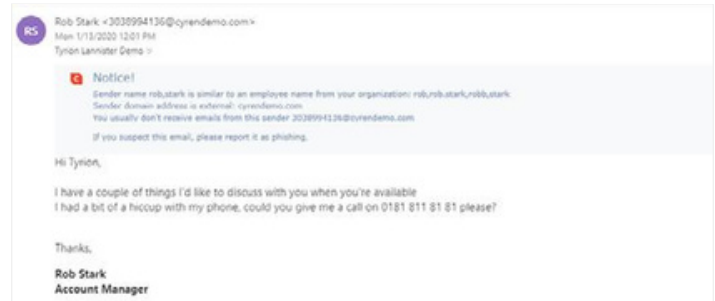 RS
Rob Stark <3038994136@cyrendemo.com>
Mon 1/13/2020 12:01 PM
Tyrion Lannister Demo
Notice!
Sender name rob,stark is similar to an employee name from your organization: rob,rob.stark,robb,stark
Sender domain address is external: cyrendemo.com
You usually don't receive emails from this sender 3038994136@cyrendemo.com
If you suspect this email, please report it as phishing.
Hi Tyrion,
I have a couple of things I'd like to discuss with you when you're available
I had a bit of a hiccup with my phone, could you give me a call on 0181 811 81 81 please?
Thanks,
Rob Stark
Account Manager